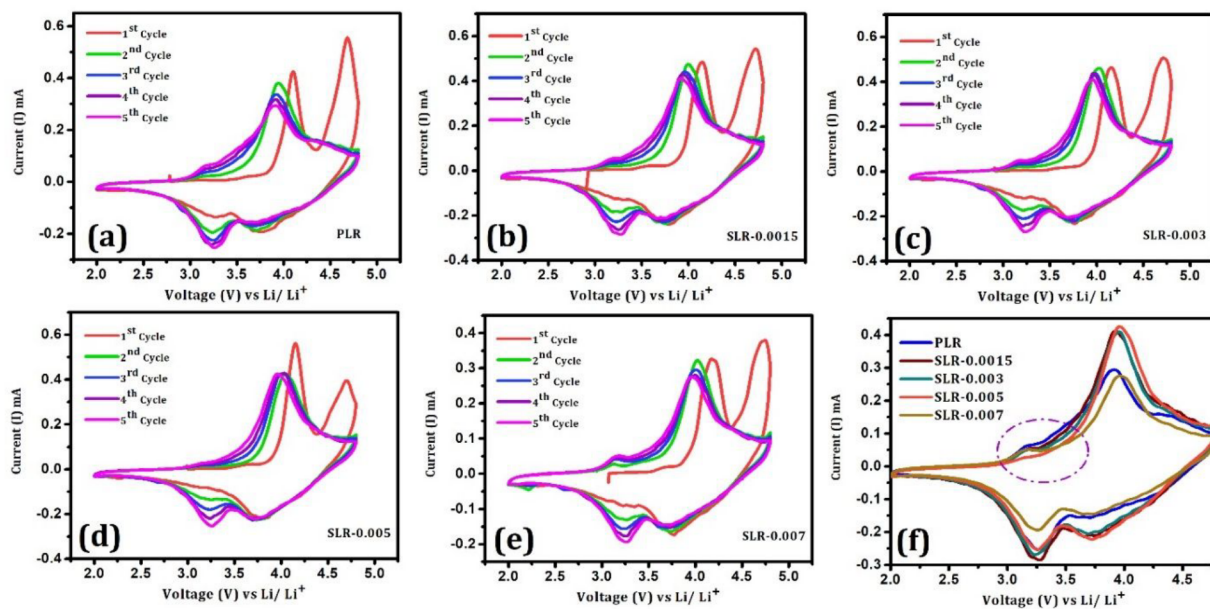 (a)
Current (I) mA
0.6
0.4
0.2
0.0
-0.2
1st Cycle
2nd Cycle
3rd Cycle
4th Cycle
5th Cycle
PLR
2.0 2.5 3.0 3.5 4.0 4.5 5.0
Voltage (V) vs Li/ Li+
(b)
Current (I) mA
0.6
0.4
0.2
0.0
-0.2
-0.4
1st Cycle
2nd Cycle
3rd Cycle
4th Cycle
5th Cycle
SLR-0.0015
2.0 2.5 3.0 3.5 4.0 4.5 5.0
Voltage (V) vs Li/ Li+
(c)
Current (I) mA
0.6
0.4
0.2
0.0
-0.2
-0.4
1st Cycle
2nd Cycle
3rd Cycle
4th Cycle
5th Cycle
SLR-0.003
2.0 2.5 3.0 3.5 4.0 4.5 5.0
Voltage (V) vs Li/ Li+
(d)
Current (I) mA
0.6
0.4
0.2
0.0
-0.2
-0.4
1st Cycle
2nd Cycle
3rd Cycle
4th Cycle
5th Cycle
SLR-0.005
2.0 2.5 3.0 3.5 4.0 4.5 5.0
Voltage (V) vs Li/ Li+
(e)
Current (I) mA
0.4
0.3
0.2
0.1
0.0
-0.1
-0.2
1st Cycle
2nd Cycle
3rd Cycle
4th Cycle
5th Cycle
SLR-0.007
2.0 2.5 3.0 3.5 4.0 4.5 5.0
Voltage (V) vs Li/ Li+
(f)
Current (I) mA
0.4
0.3
0.2
0.1
0.0
-0.1
-0.2
-0.3
PLR
SLR-0.0015
SLR-0.003
SLR-0.005
SLR-0.007
2.0 2.5 3.0 3.5 4.0 4.5
Voltage (V) vs Li/ Li+